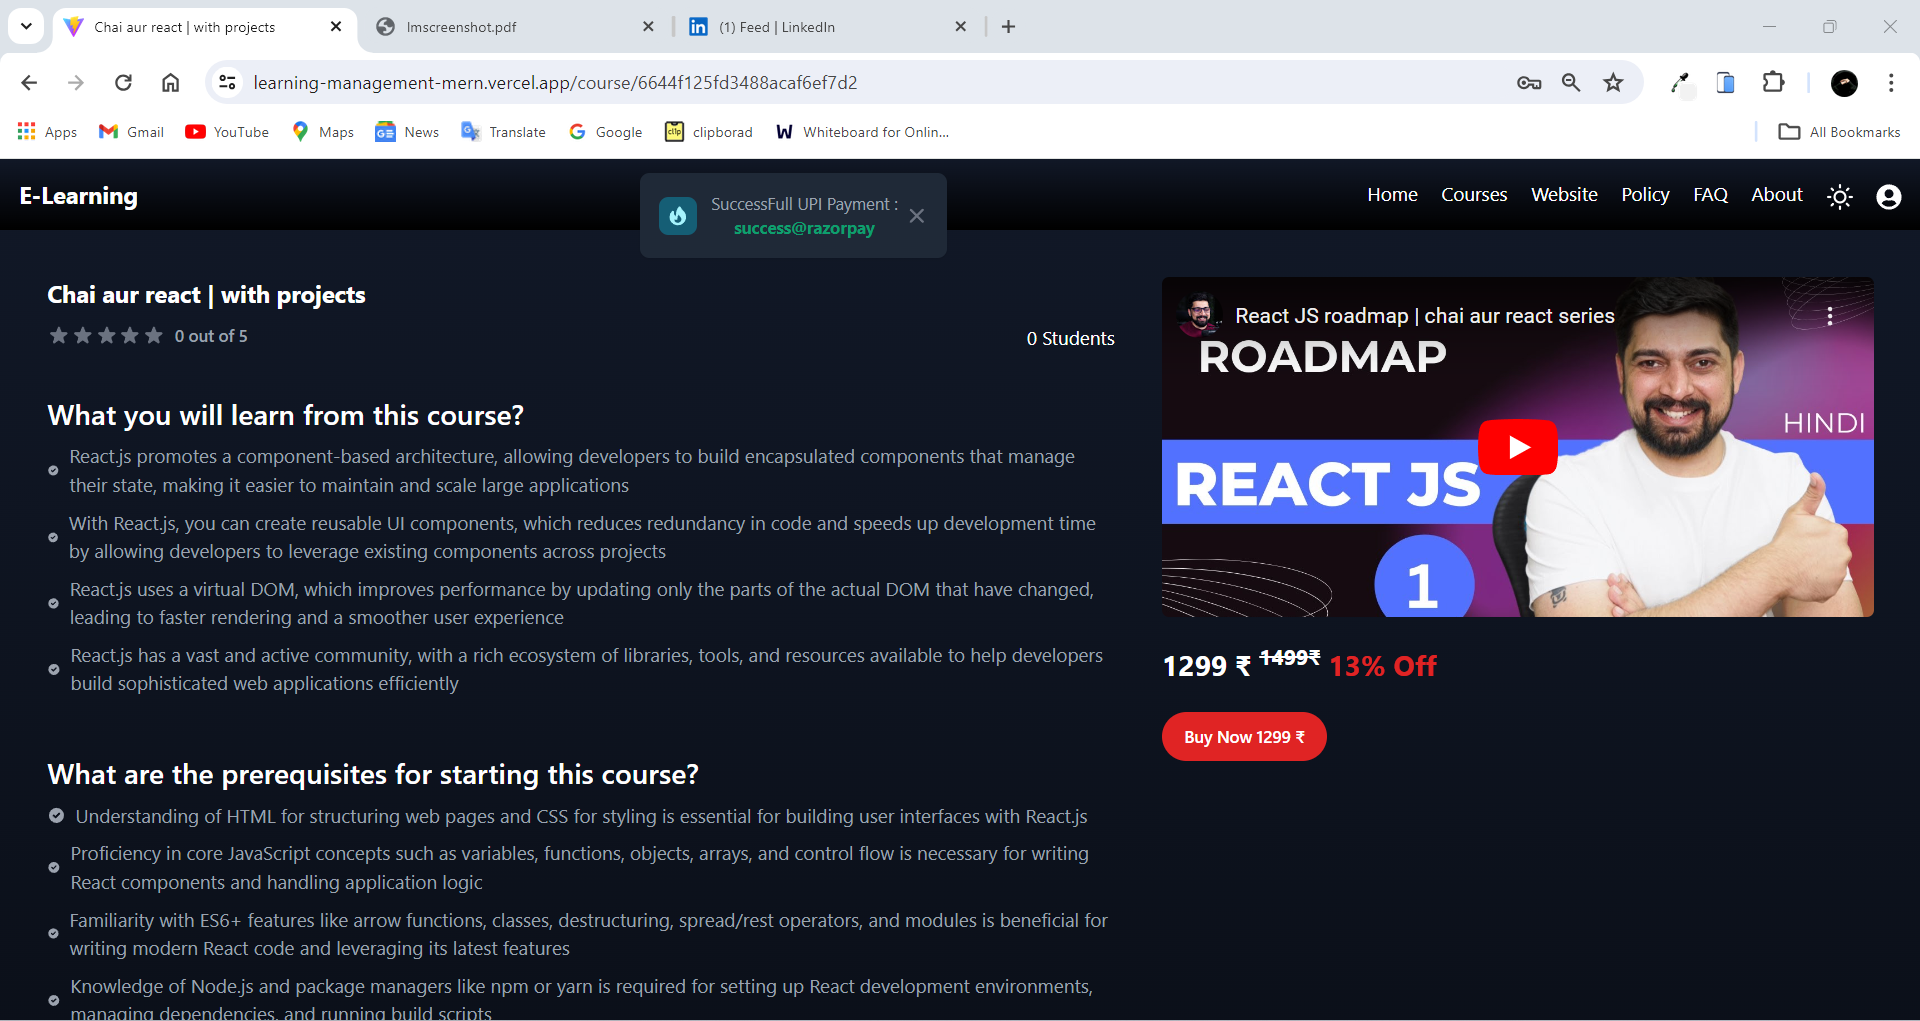 Chai aur react | with projects
lmscreenshot.pdf
(1) Feed | LinkedIn
learning-management-mern.vercel.app/course/6644f125fd3488acaf6ef7d2
Apps
Gmail
YouTube
Maps
News
Translate
Google
clipborad
Whiteboard for Onlin...
All Bookmarks
E-Learning
SuccessFull UPI Payment :
success@razorpay
Home
Courses
Website
Policy
FAQ
About
Chai aur react | with projects
0 out of 5
0 Students
What you will learn from this course?
React.js promotes a component-based architecture, allowing developers to build encapsulated components that manage
their state, making it easier to maintain and scale large applications
With React.js, you can create reusable UI components, which reduces redundancy in code and speeds up development time
by allowing developers to leverage existing components across projects
React.js uses a virtual DOM, which improves performance by updating only the parts of the actual DOM that have changed,
leading to faster rendering and a smoother user experience
React.js has a vast and active community, with a rich ecosystem of libraries, tools, and resources available to help developers
build sophisticated web applications efficiently
What are the prerequisites for starting this course?
Understanding of HTML for structuring web pages and CSS for styling is essential for building user interfaces with React.js
Proficiency in core JavaScript concepts such as variables, functions, objects, arrays, and control flow is necessary for writing
React components and handling application logic
Familiarity with ES6+ features like arrow functions, classes, destructuring, spread/rest operators, and modules is beneficial for
writing modern React code and leveraging its latest features
Knowledge of Node.js and package managers like npm or yarn is required for setting up React development environments,
managing dependencies, and running build scripts
React JS roadmap | chai aur react series
ROADMAP
HINDI
REACT JS
1
1299 ₹ 1499₹ 13% Off
Buy Now 1299 ₹